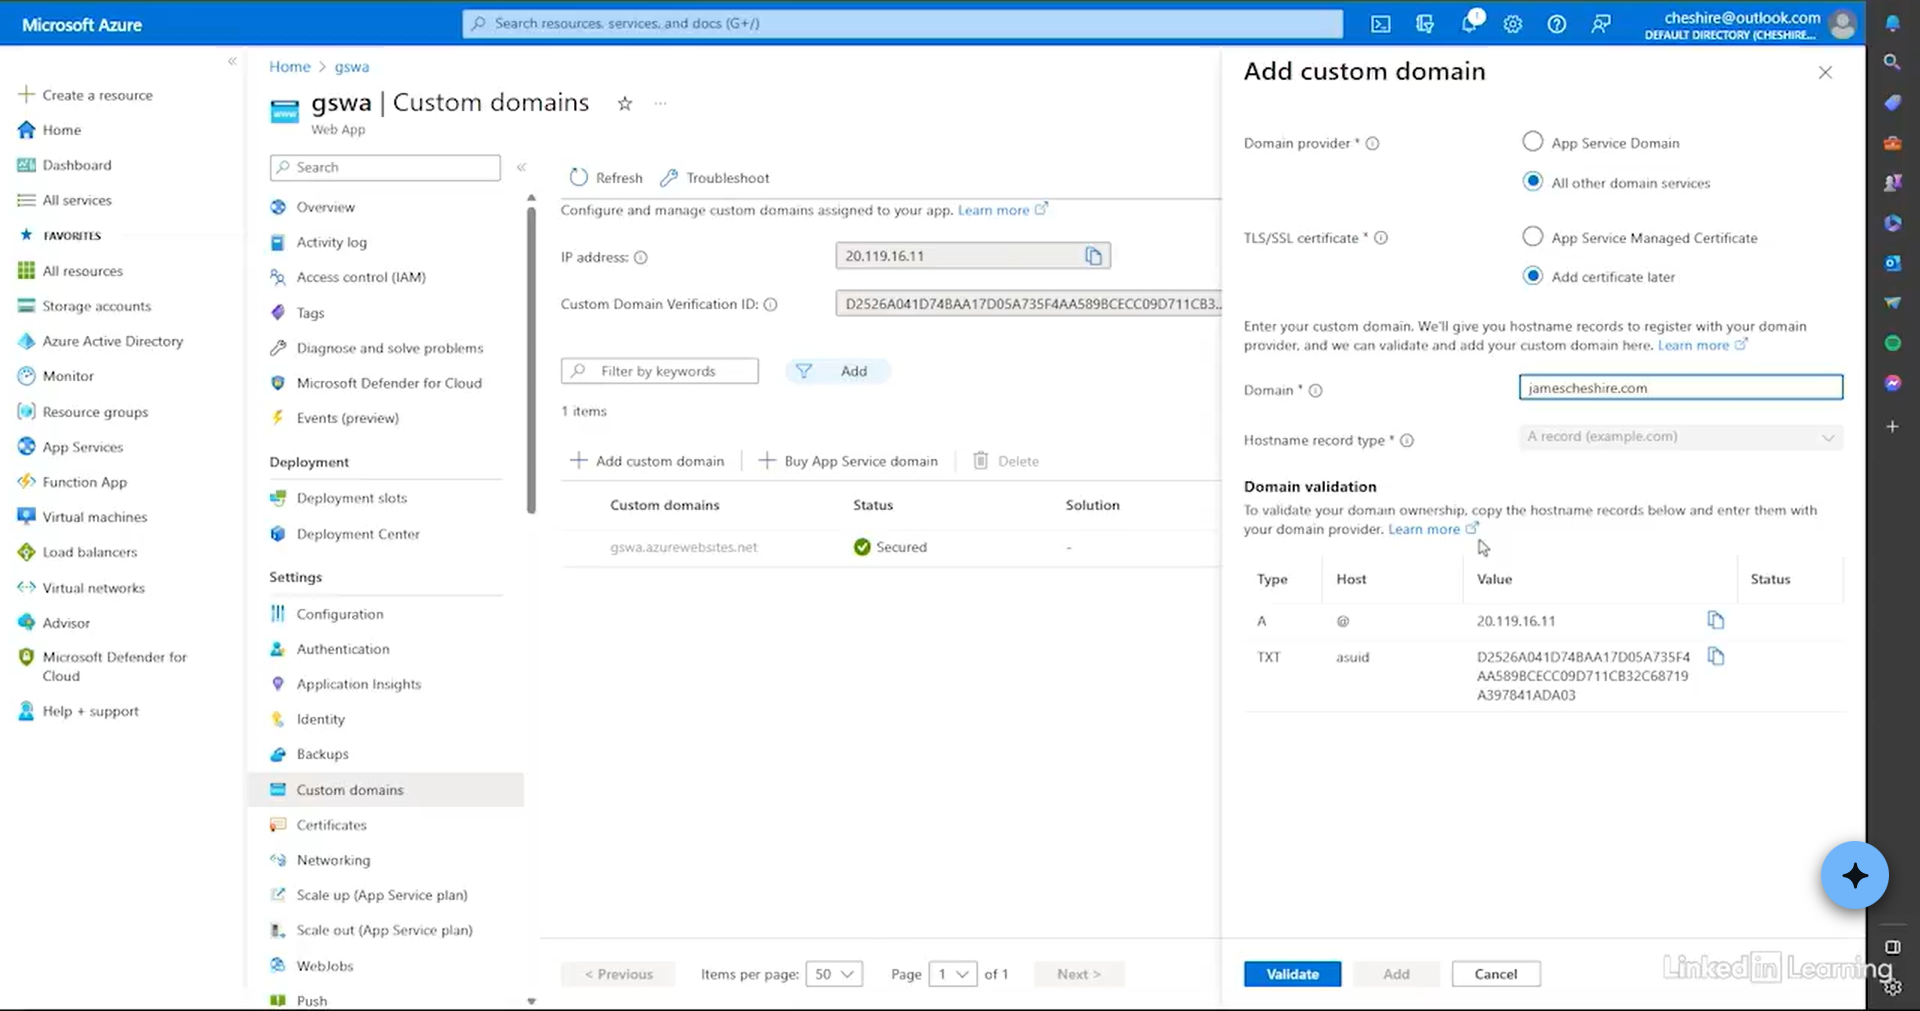 Microsoft Azure
Search resources, services, and docs (G+/)
1
cheshire@outlook.com
DEFAULT DIRECTORY (CHESHIRE...
Create a resource
Home
Dashboard
All services
FAVORITES
All resources
Storage accounts
Azure Active Directory
Monitor
Resource groups
App Services
Function App
Virtual machines
Load balancers
Virtual networks
Advisor
Microsoft Defender for
Cloud
Help + support
Home > gswa
gswa | Custom domains
Web App
Search
Overview
Activity log
Access control (IAM)
Tags
Diagnose and solve problems
Microsoft Defender for Cloud
Events (preview)
Deployment
Deployment slots
Deployment Center
Settings
Configuration
Authentication
Application Insights
Identity
Backups
Custom domains
Certificates
Networking
Scale up (App Service plan)
Scale out (App Service plan)
WebJobs
Push
Refresh Troubleshoot
Configure and manage custom domains assigned to your app. Learn more
IP address: 20.119.16.11
Custom Domain Verification ID: D2526A041D74BAA17D05A735F4AA589BCECC09D711CB3...
Filter by keywords Add
1 items
Add custom domain Buy App Service domain Delete
Custom domains Status Solution
gswa.azurewebsites.net Secured -
< Previous Items per page: 50 Page 1 of 1 Next >
Add custom domain
Domain provider * App Service Domain
All other domain services
TLS/SSL certificate * App Service Managed Certificate
Add certificate later
Enter your custom domain. We'll give you hostname records to register with your domain
provider, and we can validate and add your custom domain here. Learn more
Domain * jamescheshire.com
Hostname record type * A record (example.com)
Domain validation
To validate your domain ownership, copy the hostname records below and enter them with
your domain provider. Learn more
Type Host Value Status
A @ 20.119.16.11
TXT asuid D2526A041D74BAA17D05A735F4
AA589BCECC09D711CB32C68719
A397841ADA03
Validate Add Cancel
Linked in Learning